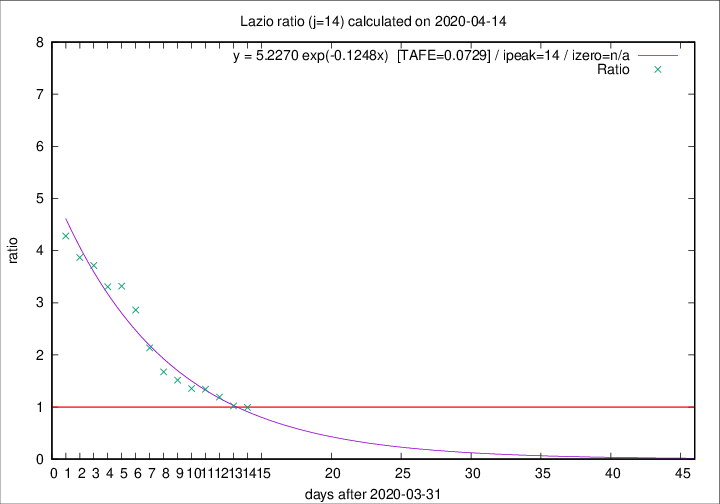 Lazio ratio (j=14) calculated on 2020-04-14
y = 5.2270 exp(-0.1248x)  [TAFE=0.0729] / ipeak=14 / izero=n/a
Ratio
8
7
6
5
4
3
2
1
0
ratio
0 1 2 3 4 5 6 7 8 9 10 11 12 13 14 15 20 25 30 35 40 45
days after 2020-03-31